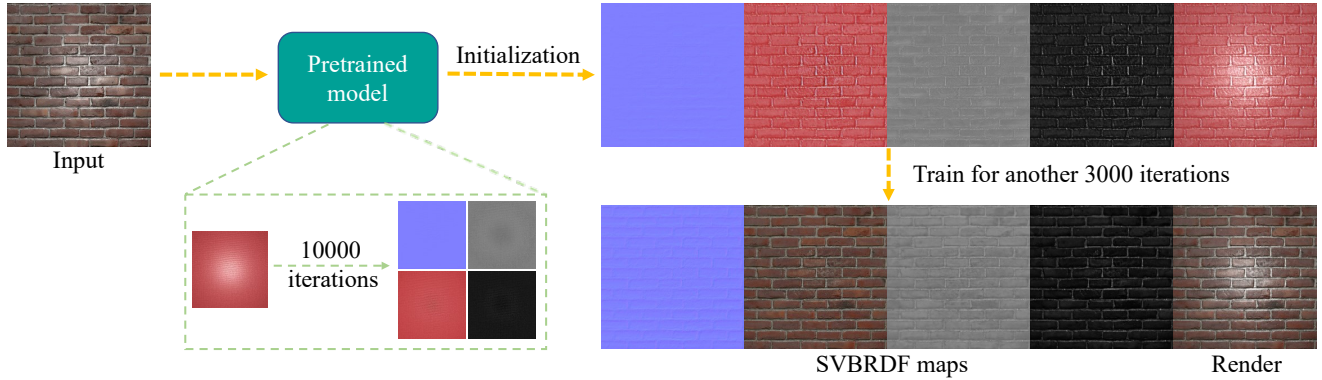 Input
Pretrained
model
Initialization
10000
iterations
Train for another 3000 iterations
SVBRDF maps
Render